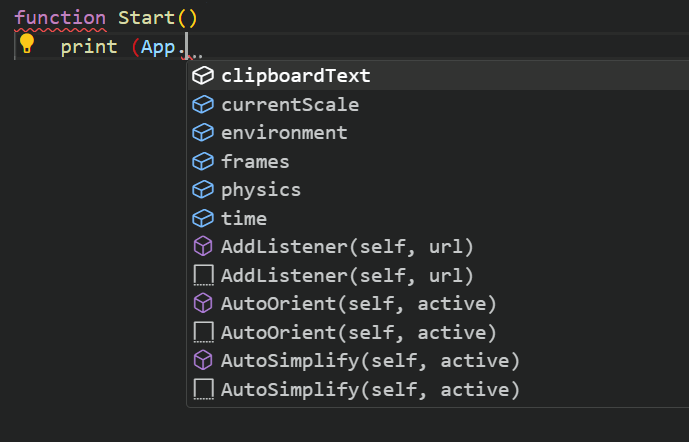 function Start()
print (App.
clipboardText
currentScale
environment
frames
physics
time
AddListener(self, url)
AddListener(self, url)
AutoOrient(self, active)
AutoOrient(self, active)
AutoSimplify(self, active)
AutoSimplify(self, active)